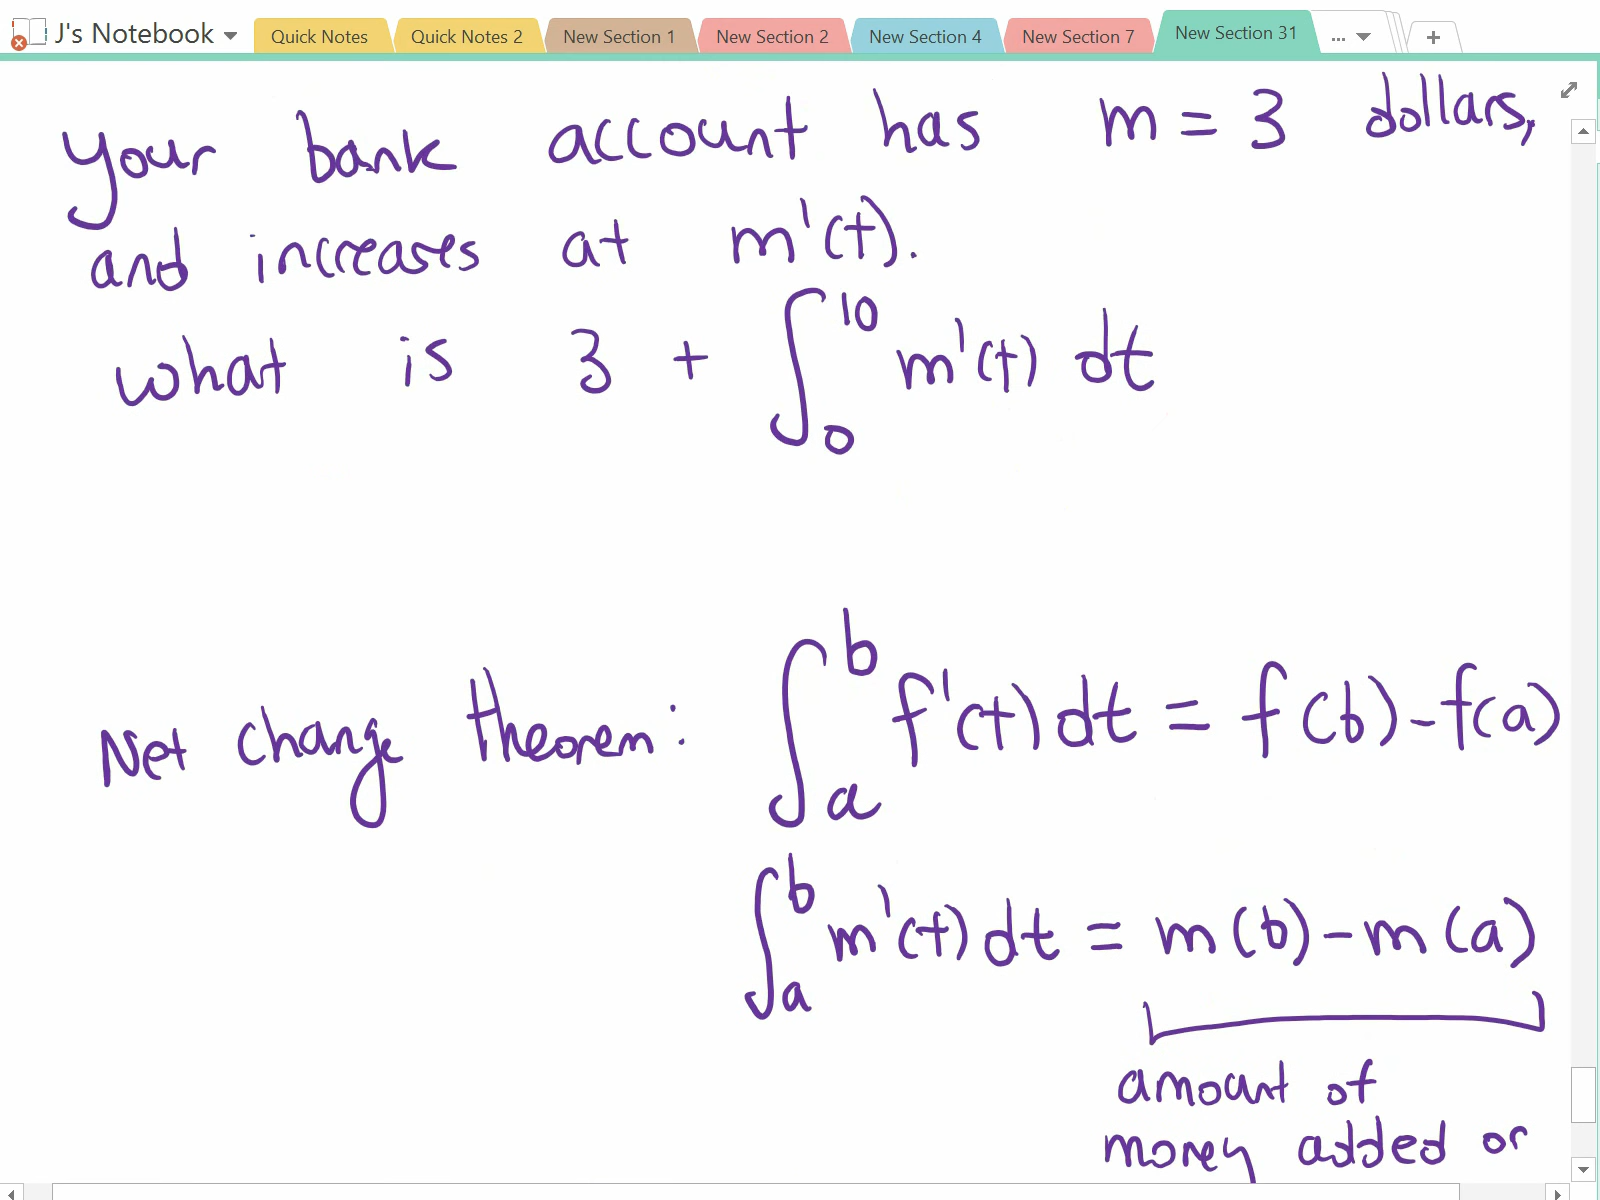 J's Notebook
Quick Notes
Quick Notes 2
New Section 1
New Section 2
New Section 4
New Section 7
New Section 31
...
+
your bank account has m = 3 dollars,
and increases at m'(t).
what is 3 + ∫₀¹⁰ m'(t) dt
Net change theorem: ∫ₐᵇ f'(t) dt = f(b) - f(a)
∫ₐᵇ m'(t) dt = m(b) - m(a)
amount of
money added or